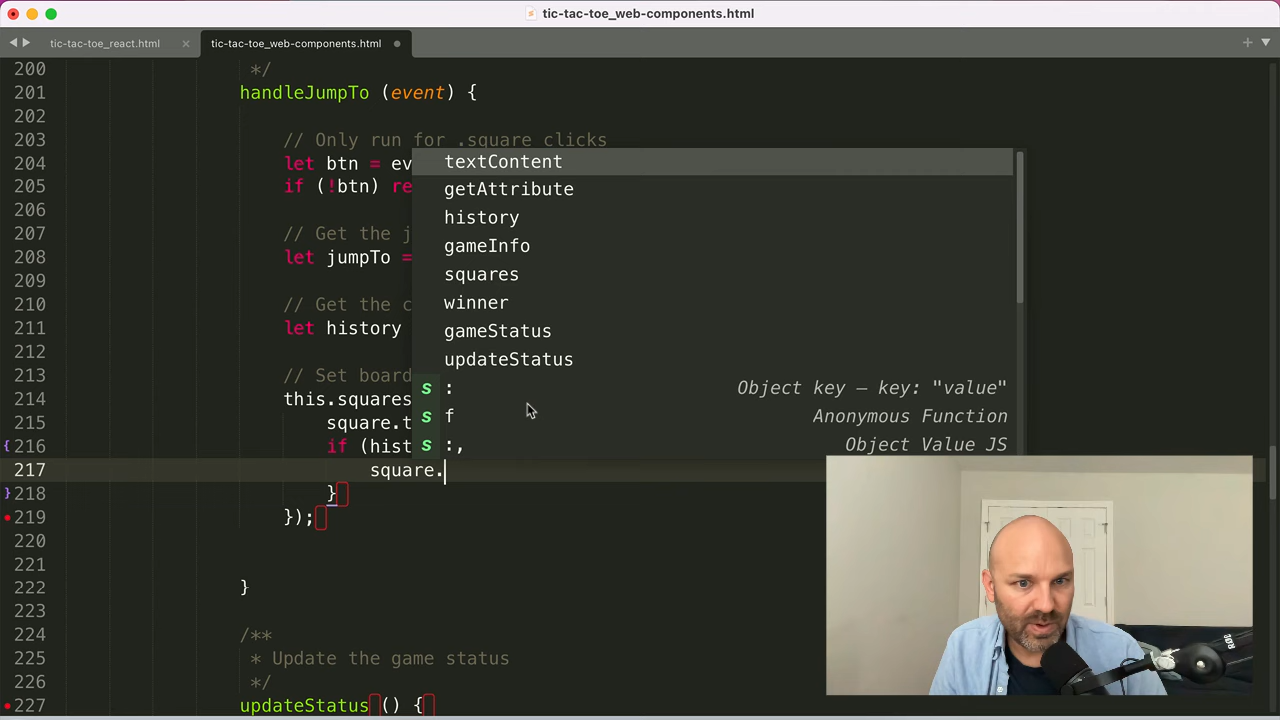 tic-tac-toe_web-components.html
tic-tac-toe_react.html
tic-tac-toe_web-components.html
200 */
201 handleJumpTo (event) {
202
203 // Only run for .square clicks
204 let btn = ev
textContent
205 if (!btn) re
getAttribute
206
history
207 // Get the j
gameInfo
208 let jumpTo =
209
squares
210 // Get the c
winner
211 let history
gameStatus
212
updateStatus
213 // Set board
s : Object key – key: "value"
214 this.squares
s f Anonymous Function
215 square.t
216 if (hist
s :, Object Value JS
217 square.
218 }
219 });
220
221
222 }
223
224 /**
225 * Update the game status
226 */
227 updateStatus () {